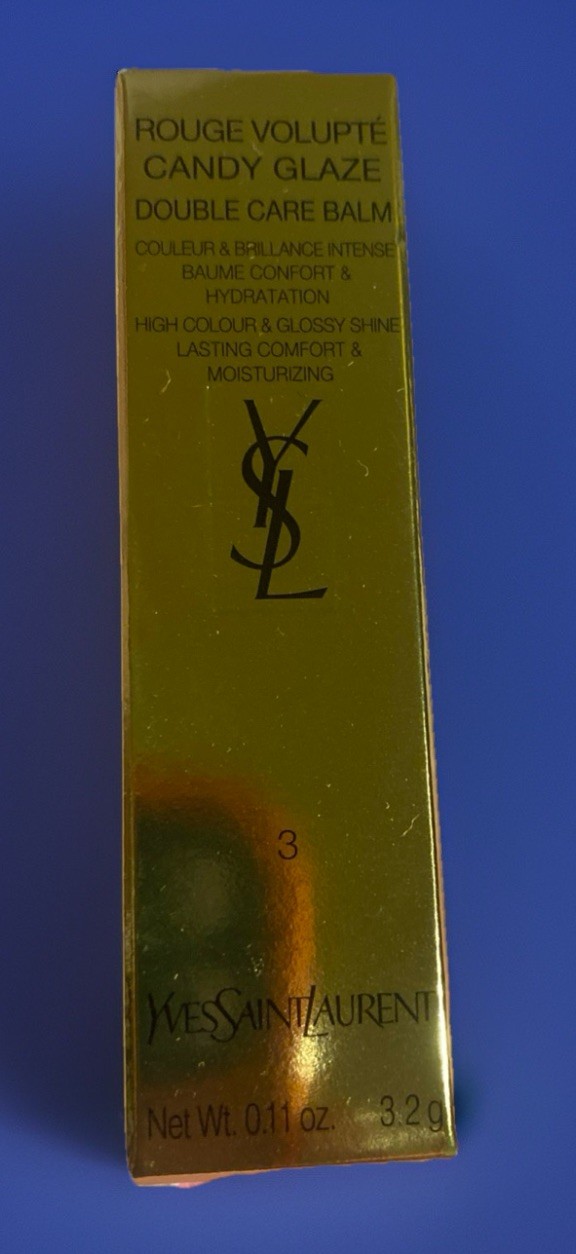 ROUGE VOLUPTÉ
CANDY GLAZE
DOUBLE CARE BALM
COULEUR & BRILLANCE INTENSE
BAUME CONFORT &
HYDRATATION
HIGH COLOUR & GLOSSY SHINE
LASTING COMFORT &
MOISTURIZING
YSL
3
YVESSAINTLAURENT
Net Wt. 0.11 oz. 3.2 g